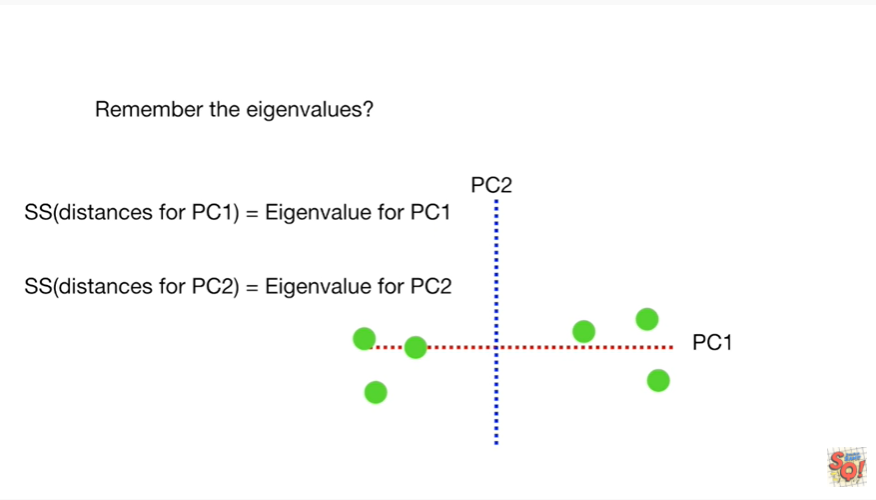 Remember the eigenvalues?
PC2
SS(distances for PC1) = Eigenvalue for PC1
SS(distances for PC2) = Eigenvalue for PC2
PC1